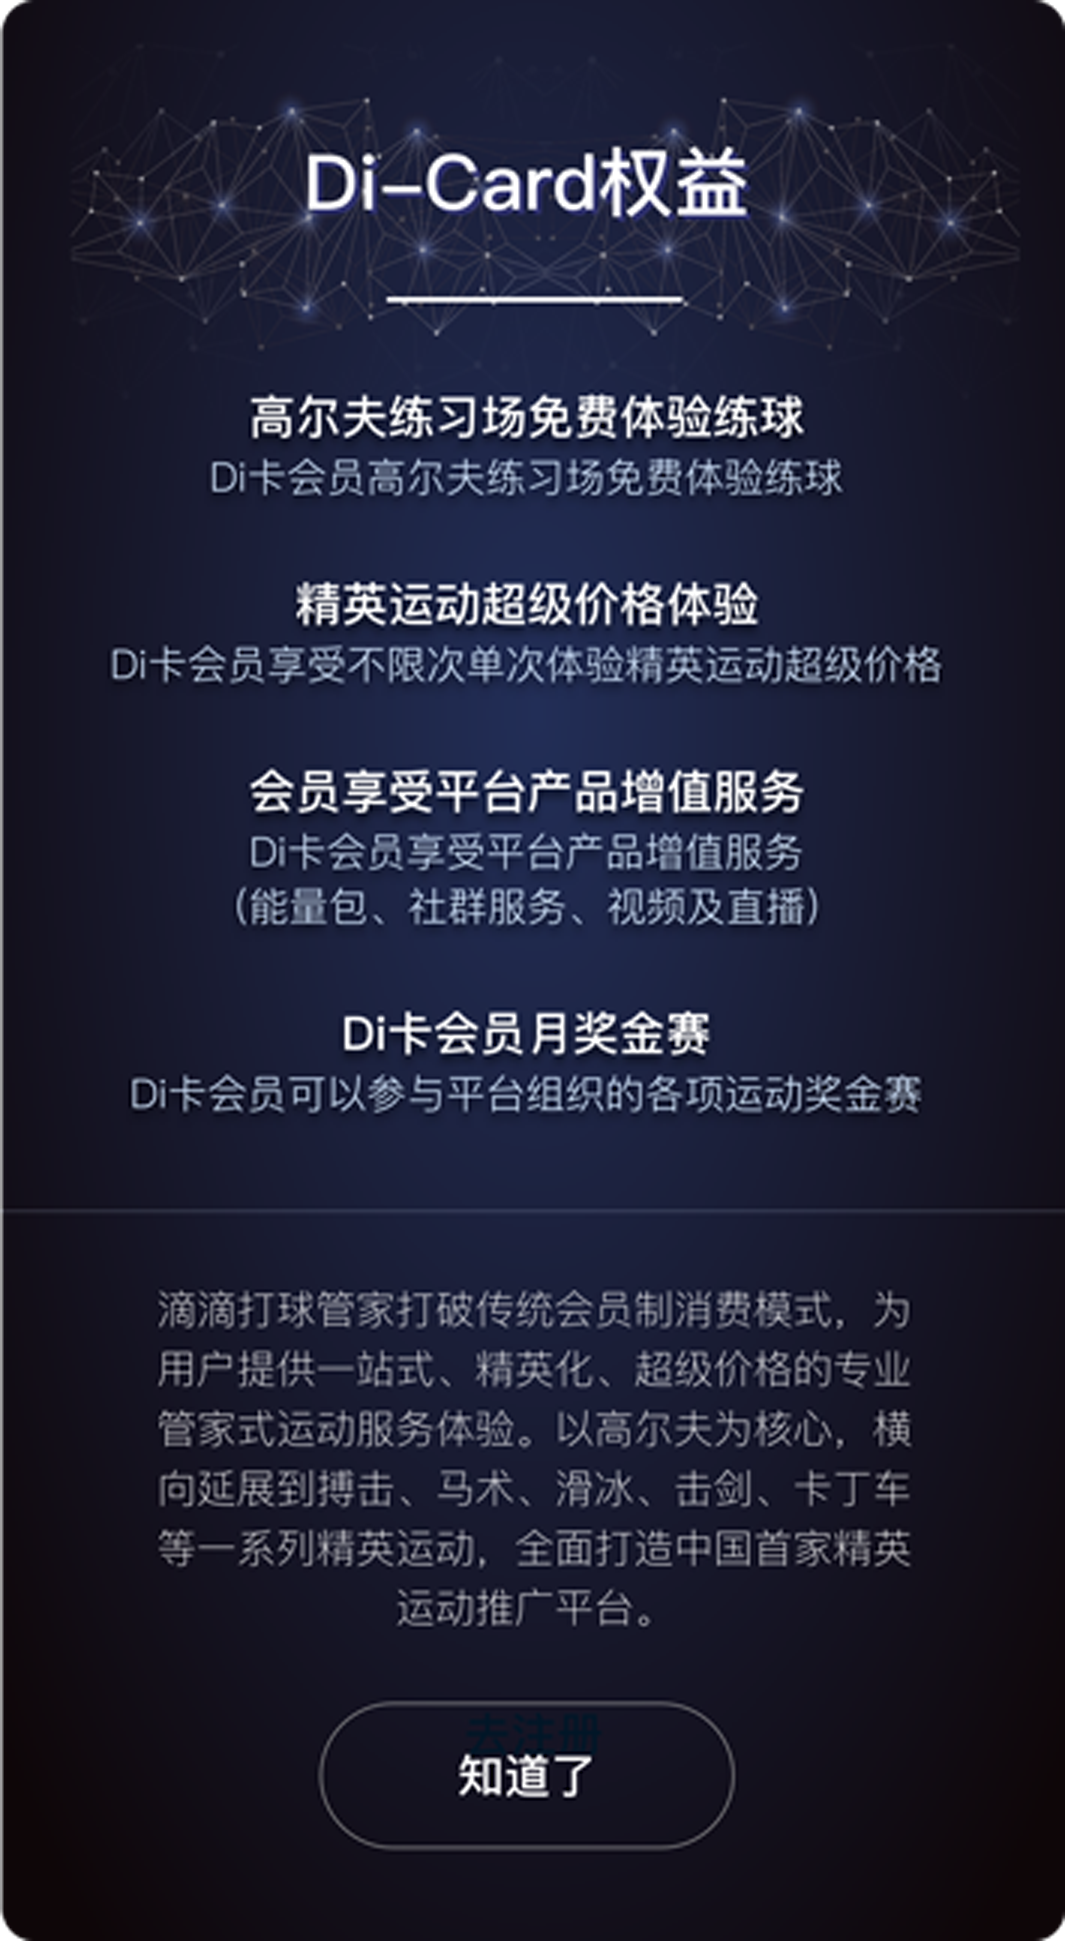 Di-Card权益
高尔夫练习场免费体验练球
Di卡会员高尔夫练习场免费体验练球
精英运动超级价格体验
Di卡会员享受不限次单次体验精英运动超级价格
会员享受平台产品增值服务
Di卡会员享受平台产品增值服务
（能量包、社群服务、视频及直播）
Di卡会员月奖金赛
Di卡会员可以参与平台组织的各项运动奖金赛
滴滴打球管家打破传统会员制消费模式，为
用户提供一站式、精英化、超级价格的专业
管家式运动服务体验。以高尔夫为核心，横
向延展到搏击、马术、滑冰、击剑、卡丁车
等一系列精英运动，全面打造中国首家精英
运动推广平台。
去注册
知道了